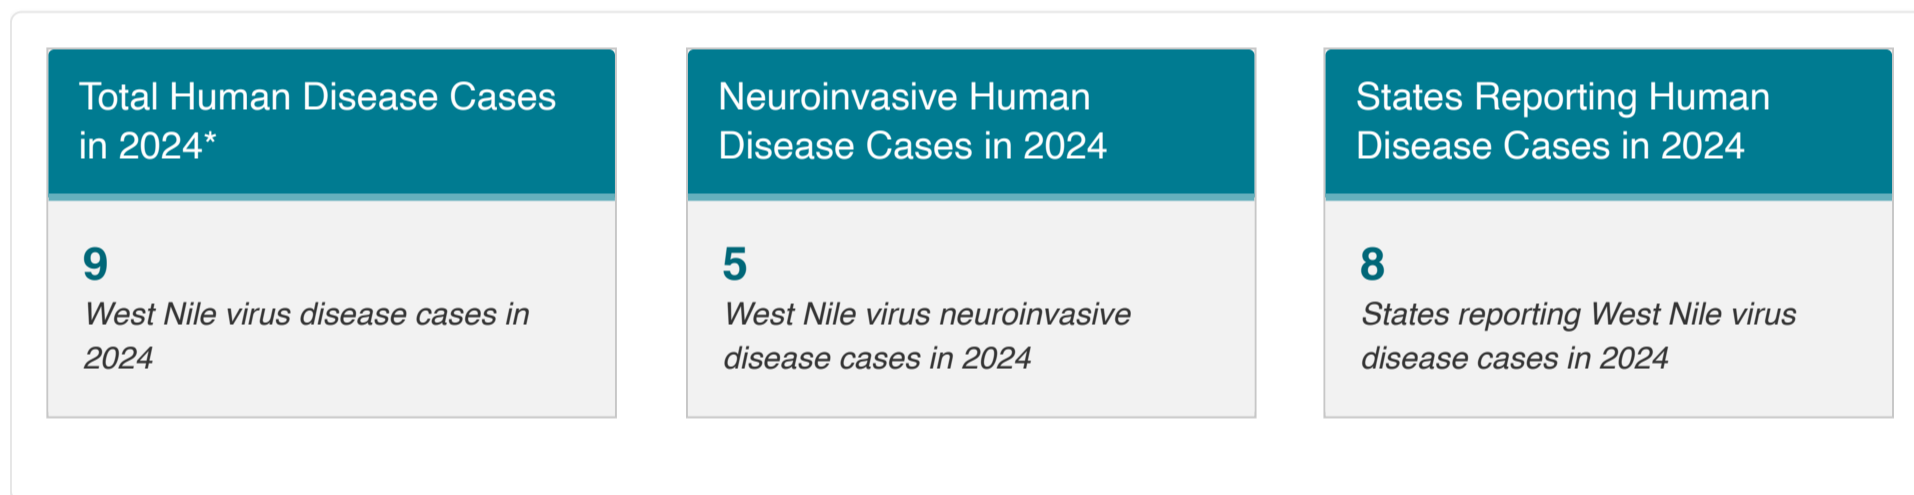 Total Human Disease Cases
in 2024*
9
West Nile virus disease cases in
2024
Neuroinvasive Human
Disease Cases in 2024
5
West Nile virus neuroinvasive
disease cases in 2024
States Reporting Human
Disease Cases in 2024
8
States reporting West Nile virus
disease cases in 2024